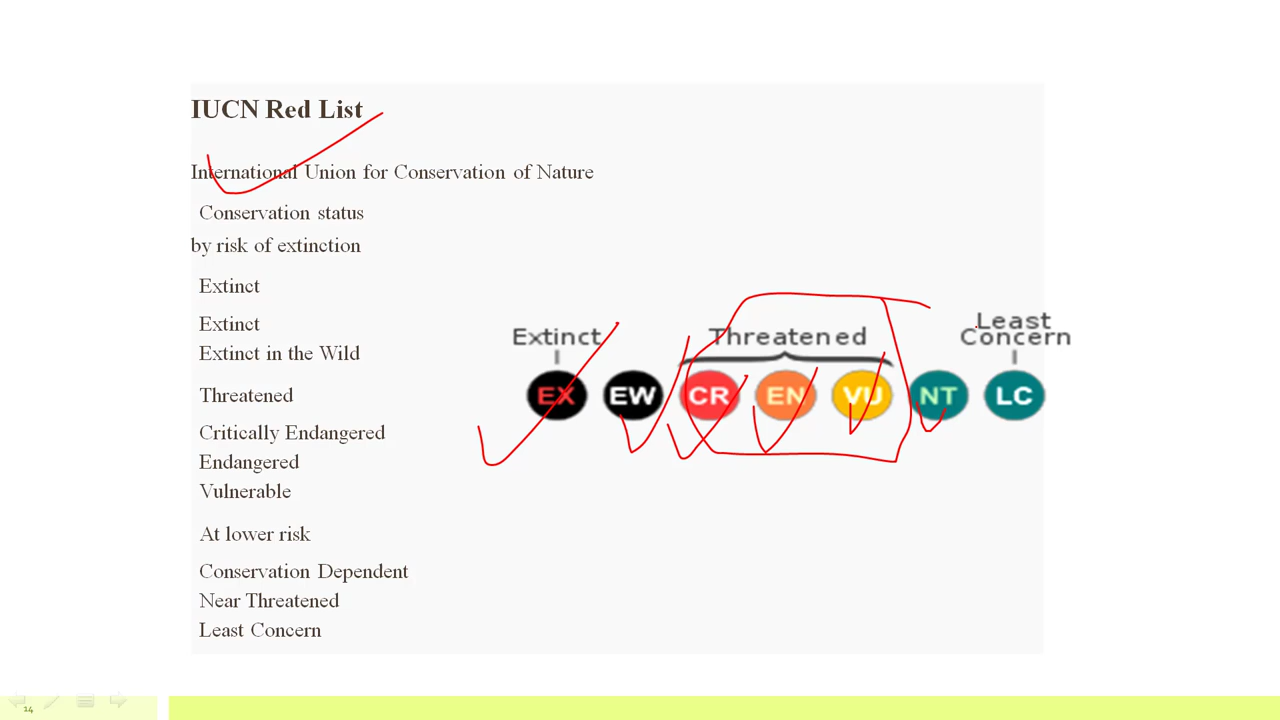 IUCN Red List
International Union for Conservation of Nature
Conservation status
by risk of extinction
Extinct
Extinct
Extinct in the Wild
Threatened
Critically Endangered
Endangered
Vulnerable
At lower risk
Conservation Dependent
Near Threatened
Least Concern
Extinct
Threatened
Least
Concern
EX EW CR EN VU NT LC
14